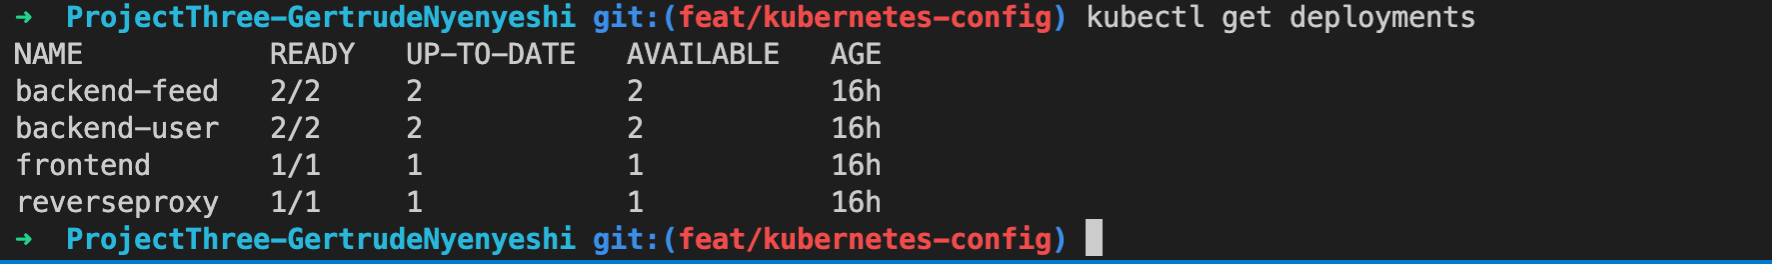 ➜  ProjectThree-GertrudeNyenyeshi git:(feat/kubernetes-config) kubectl get deployments
NAME           READY   UP-TO-DATE   AVAILABLE   AGE
backend-feed   2/2     2            2           16h
backend-user   2/2     2            2           16h
frontend       1/1     1            1           16h
reverseproxy   1/1     1            1           16h
➜  ProjectThree-GertrudeNyenyeshi git:(feat/kubernetes-config)